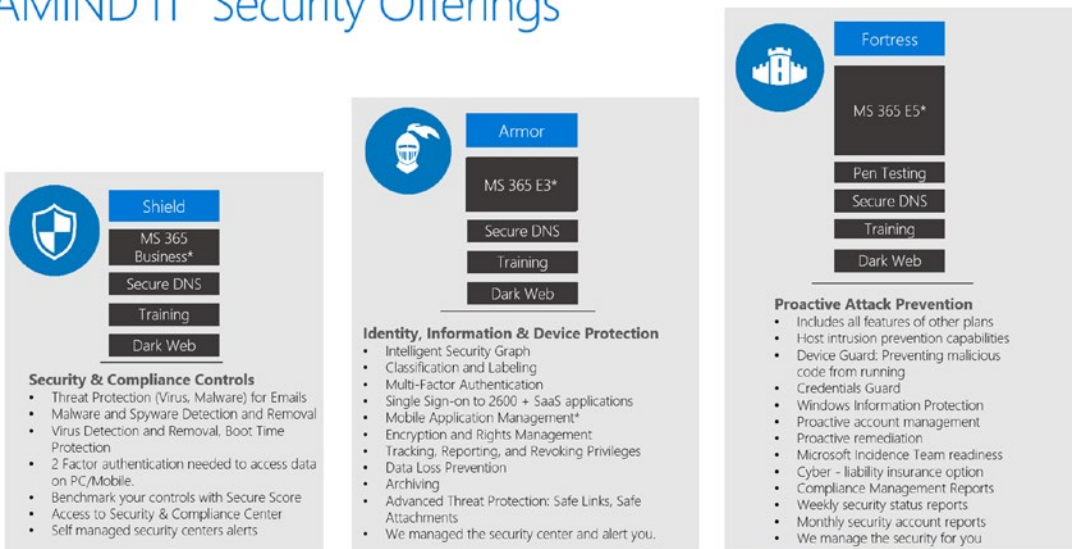 AMIND IT Security Offerings
Shield
MS 365
Business*
Secure DNS
Training
Dark Web
Security & Compliance Controls
• Threat Protection (Virus, Malware) for Emails
• Malware and Spyware Detection and Removal
• Virus Detection and Removal, Boot Time
Protection
• 2 Factor authentication needed to access data
on PC/Mobile.
• Benchmark your controls with Secure Score
• Access to Security & Compliance Center
• Self managed security centers alerts
Armor
MS 365 E3*
Secure DNS
Training
Dark Web
Identity, Information & Device Protection
• Intelligent Security Graph
• Classification and Labeling
• Multi-Factor Authentication
• Single Sign-on to 2600 + SaaS applications
• Mobile Application Management*
• Encryption and Rights Management
• Tracking, Reporting, and Revoking Privileges
• Data Loss Prevention
• Archiving
• Advanced Threat Protection: Safe Links, Safe
Attachments
• We managed the security center and alert you.
Fortress
MS 365 E5*
Pen Testing
Secure DNS
Training
Dark Web
Proactive Attack Prevention
• Includes all features of other plans
• Host intrusion prevention capabilities
• Device Guard: Preventing malicious
code from running
• Credentials Guard
• Windows Information Protection
• Proactive account management
• Proactive remediation
• Microsoft Incidence Team readiness
• Cyber - liability insurance option
• Compliance Management Reports
• Weekly security status reports
• Monthly security account reports
• We manage the security for you